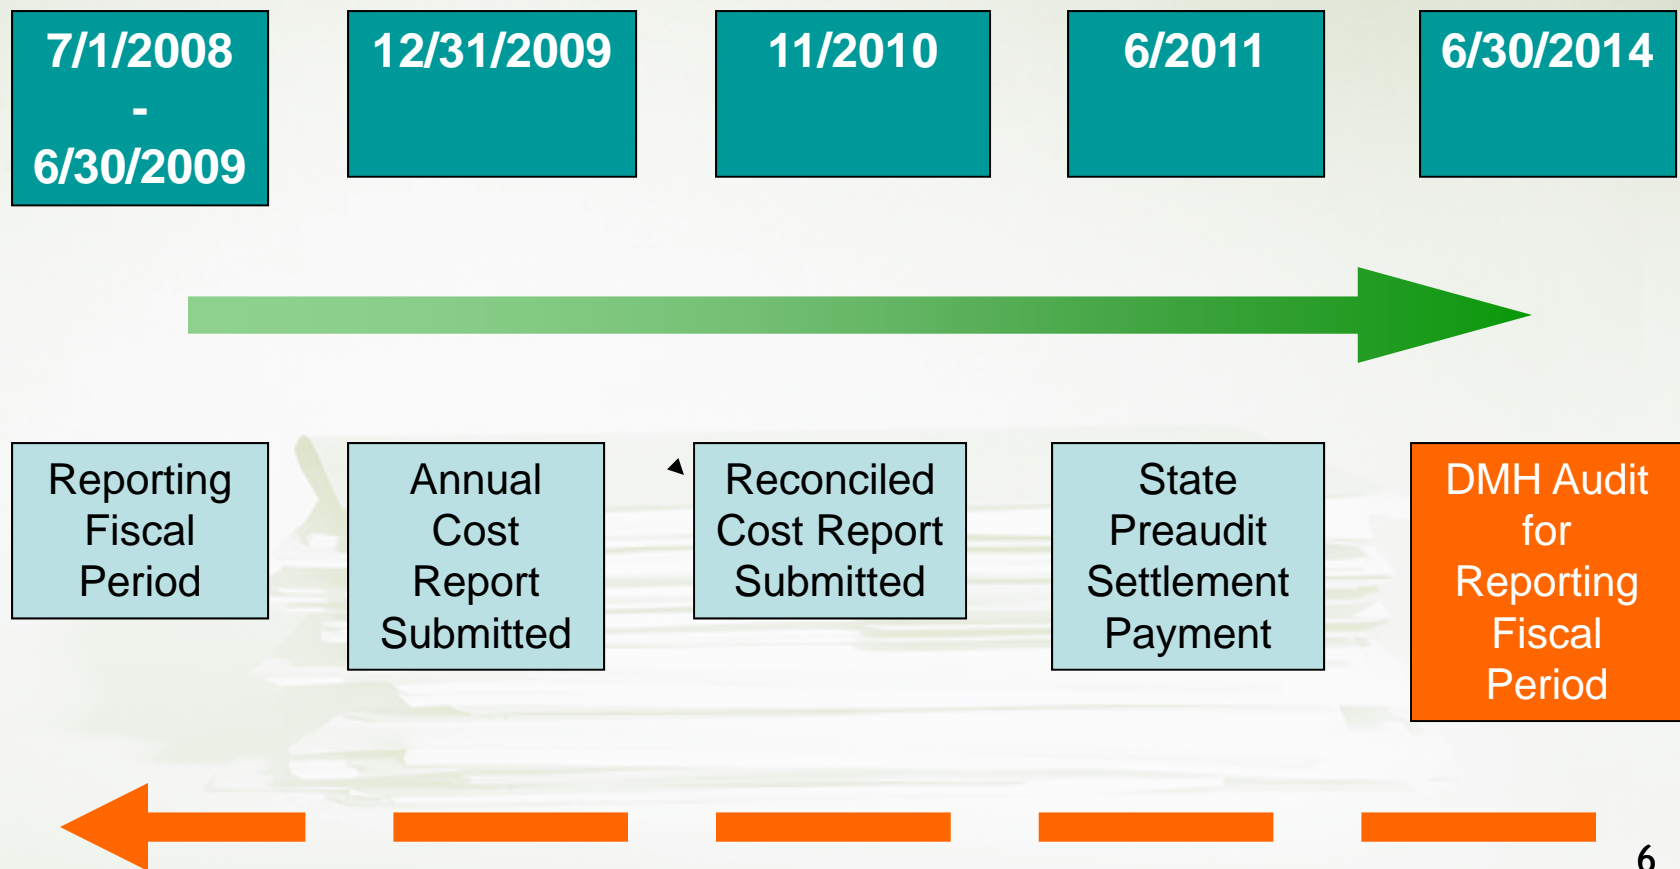 7/1/2008
-
6/30/2009
12/31/2009
11/2010
6/2011
6/30/2014
Reporting
Fiscal
Period
Annual
Cost
Report
Submitted
Reconciled
Cost Report
Submitted
State
Preaudit
Settlement
Payment
DMH Audit
for
Reporting
Fiscal
Period
6